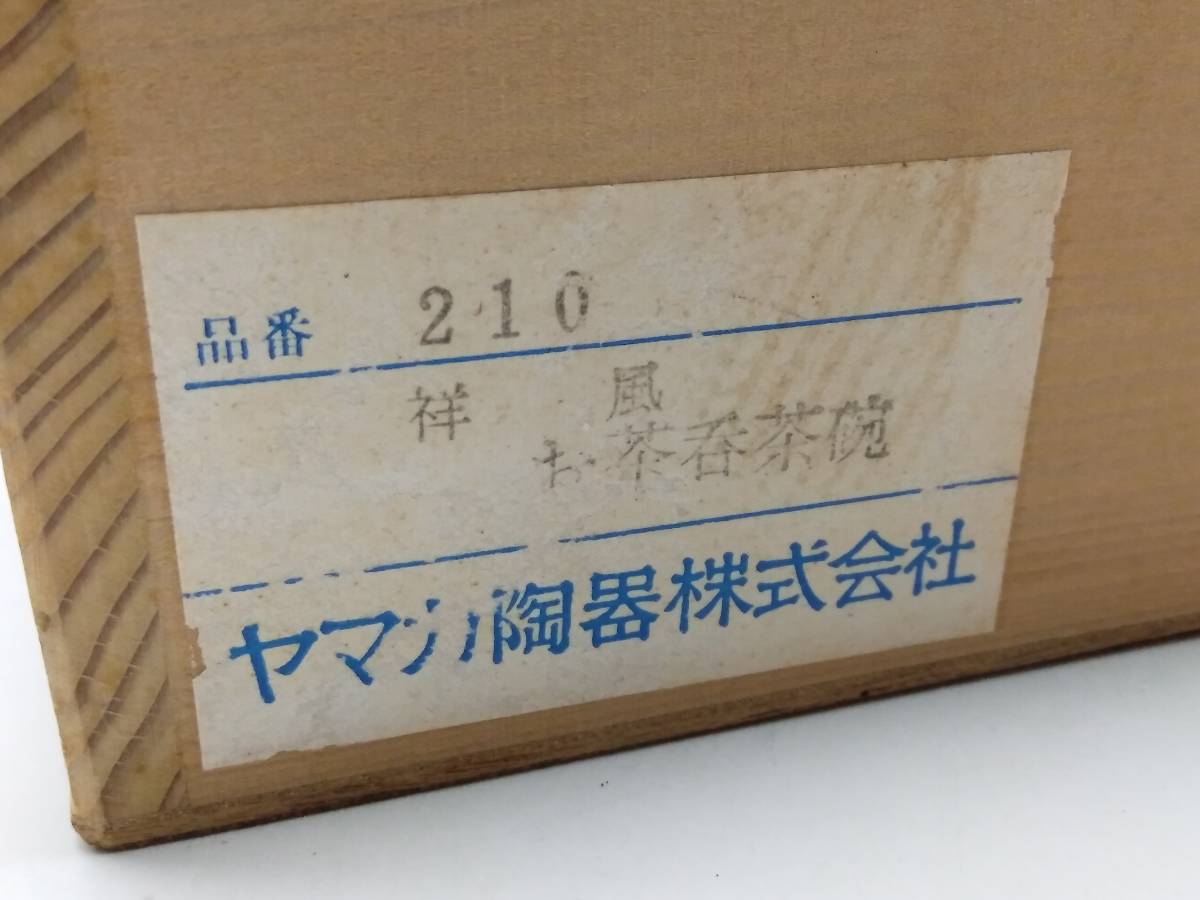 品番 210
祥 風
お茶呑茶碗
ヤマ 陶器株式会社